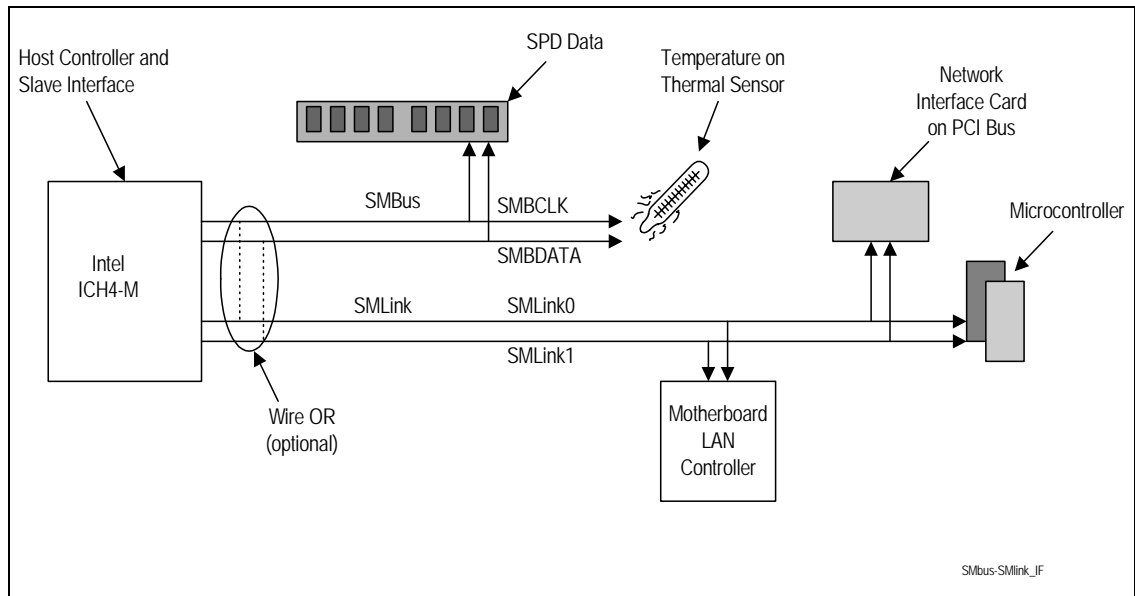 SPD Data
Host Controller and
Slave Interface
Temperature on
Thermal Sensor
Network
Interface Card
on PCI Bus
SMBus
SMBCLK
SMBDATA
Microcontroller
Intel
ICH4-M
SMLink
SMLink0
SMLink1
Wire OR
(optional)
Motherboard
LAN
Controller
SMbus-SMlink_IF